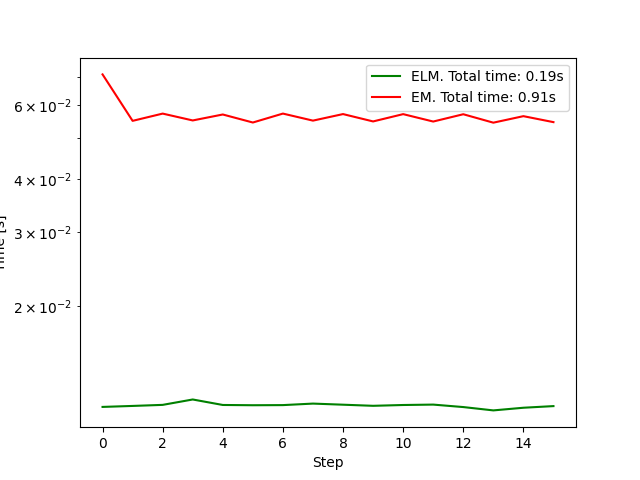 ELM. Total time: 0.19s
EM. Total time: 0.91s
6 × 10⁻²
4 × 10⁻²
3 × 10⁻²
2 × 10⁻²
0 2 4 6 8 10 12 14
Step